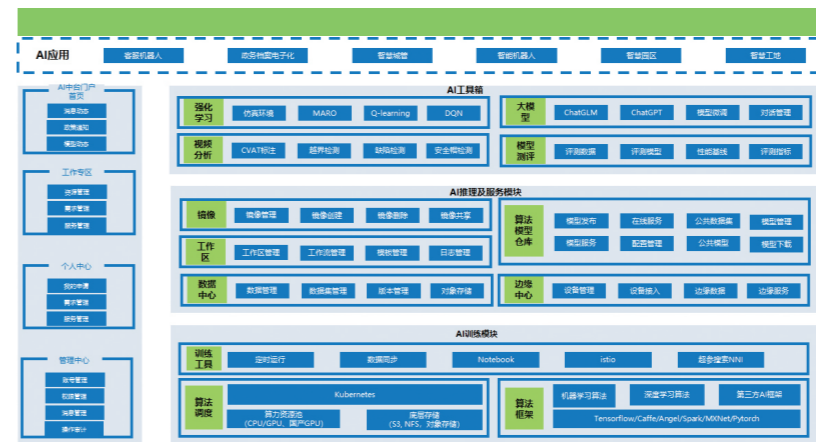 AI应用
客服机器人
政务档案电子化
智慧城管
智能机器人
智慧园区
智慧工地
AI中台门户
首页
消息动态
政策通知
模型动态
工作专区
资源管理
需求管理
服务管理
个人中心
我的申请
需求管理
服务管理
管理中心
账号管理
权限管理
消息管理
操作审计
AI工具箱
强化
学习
仿真环境
MARO
Q-learning
DQN
大模
型
ChatGLM
ChatGPT
模型微调
对话管理
视频
分析
CVAT标注
越界检测
缺陷检测
安全帽检测
模型
测评
评测数据
评测模型
性能基线
评测指标
AI推理及服务模块
镜像
镜像管理
镜像创建
镜像删除
镜像共享
算法
模型
仓库
模型发布
在线服务
公共数据集
模型管理
模型服务
配置管理
公共模型
模型下载
工作
区
工作区管理
工作流管理
模板管理
日志管理
数据
中心
数据管理
数据集管理
版本管理
对象存储
边缘
中心
设备管理
设备接入
边缘数据
边缘服务
AI训练模块
训练
工具
定时运行
数据同步
Notebook
istio
超参搜索NNI
算法
调度
Kubernetes
算力资源池
(CPU/GPU、国产GPU)
底层存储
(S3, NFS, 对象存储)
算法
框架
机器学习算法
深度学习算法
第三方AI框架
Tensorflow/Caffe/Angel/Spark/MXNet/Pytorch